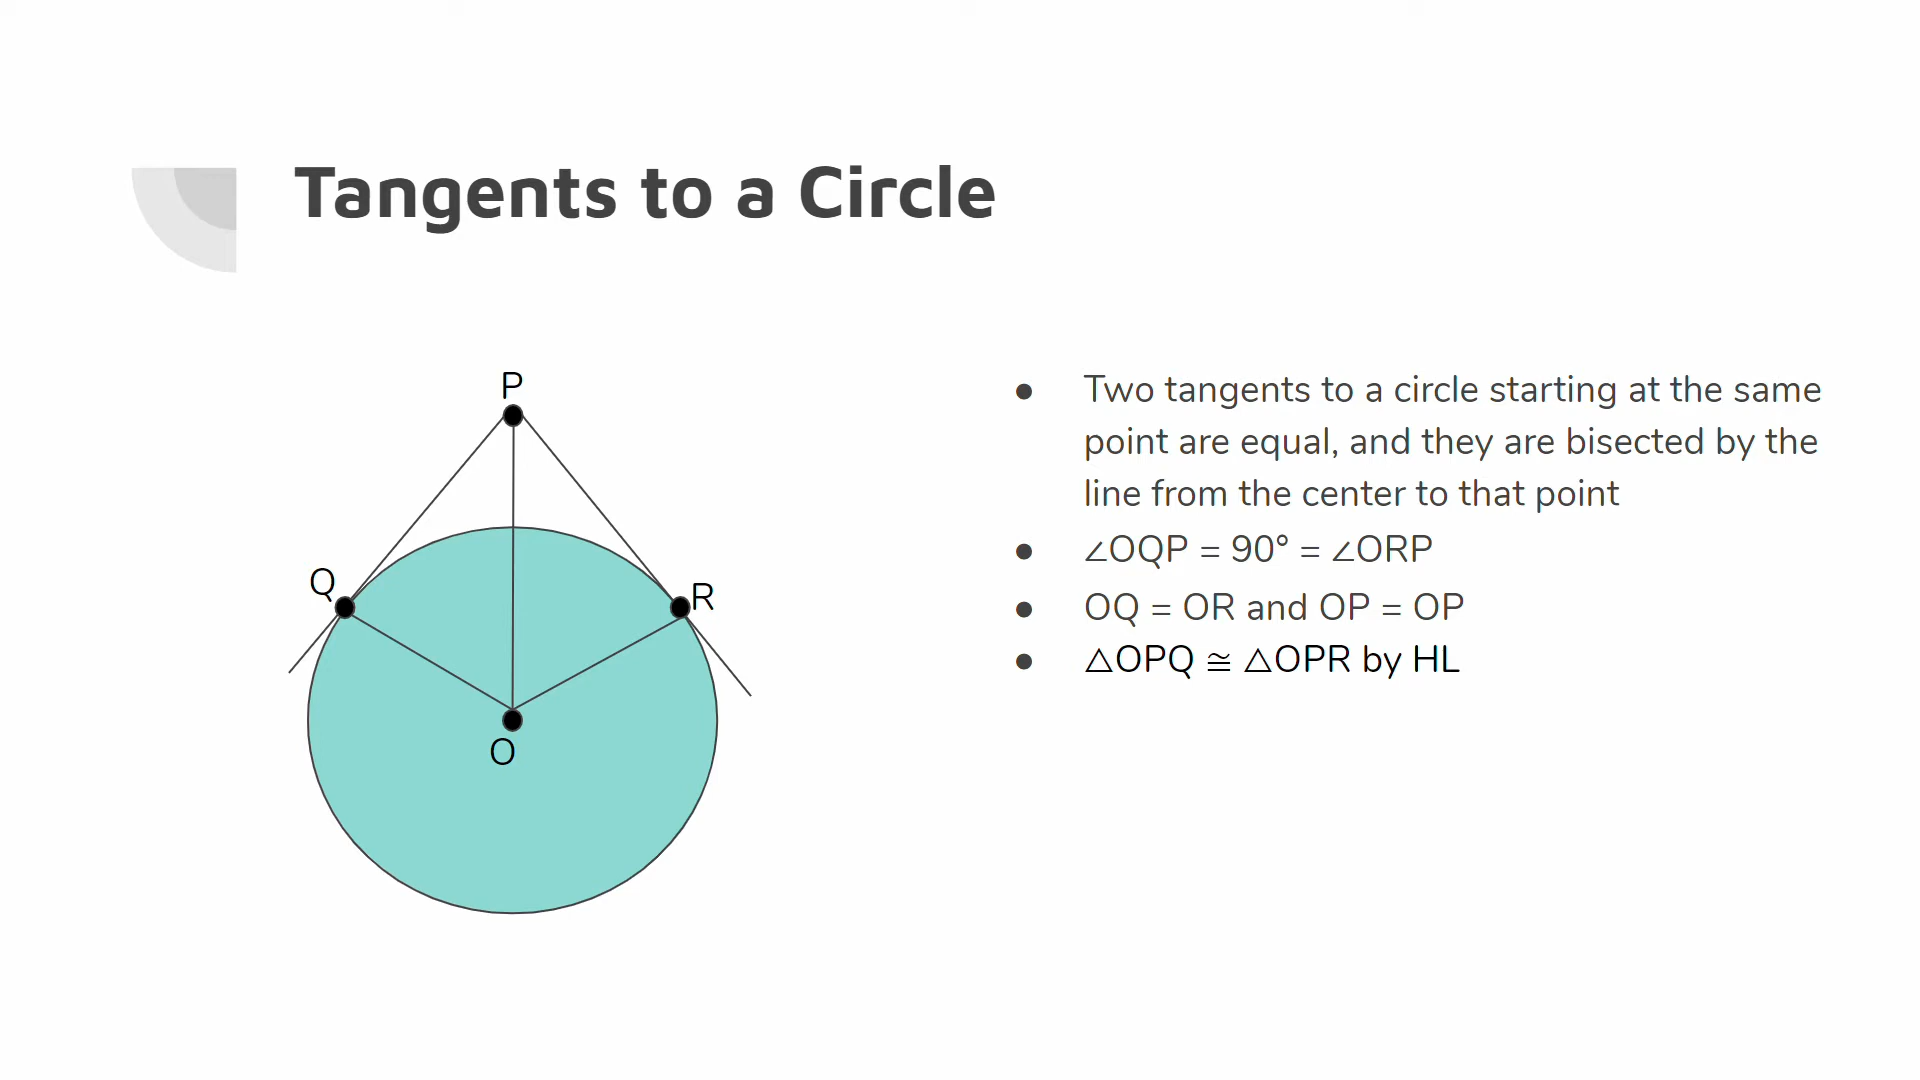 Tangents to a Circle
P
Q
R
O
● Two tangents to a circle starting at the same
point are equal, and they are bisected by the
line from the center to that point
● ∠OQP = 90° = ∠ORP
● OQ = OR and OP = OP
● △OPQ ≅ △OPR by HL